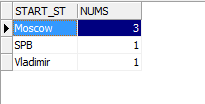 START_ST NUMS
Moscow 3
SPB 1
Vladimir 1